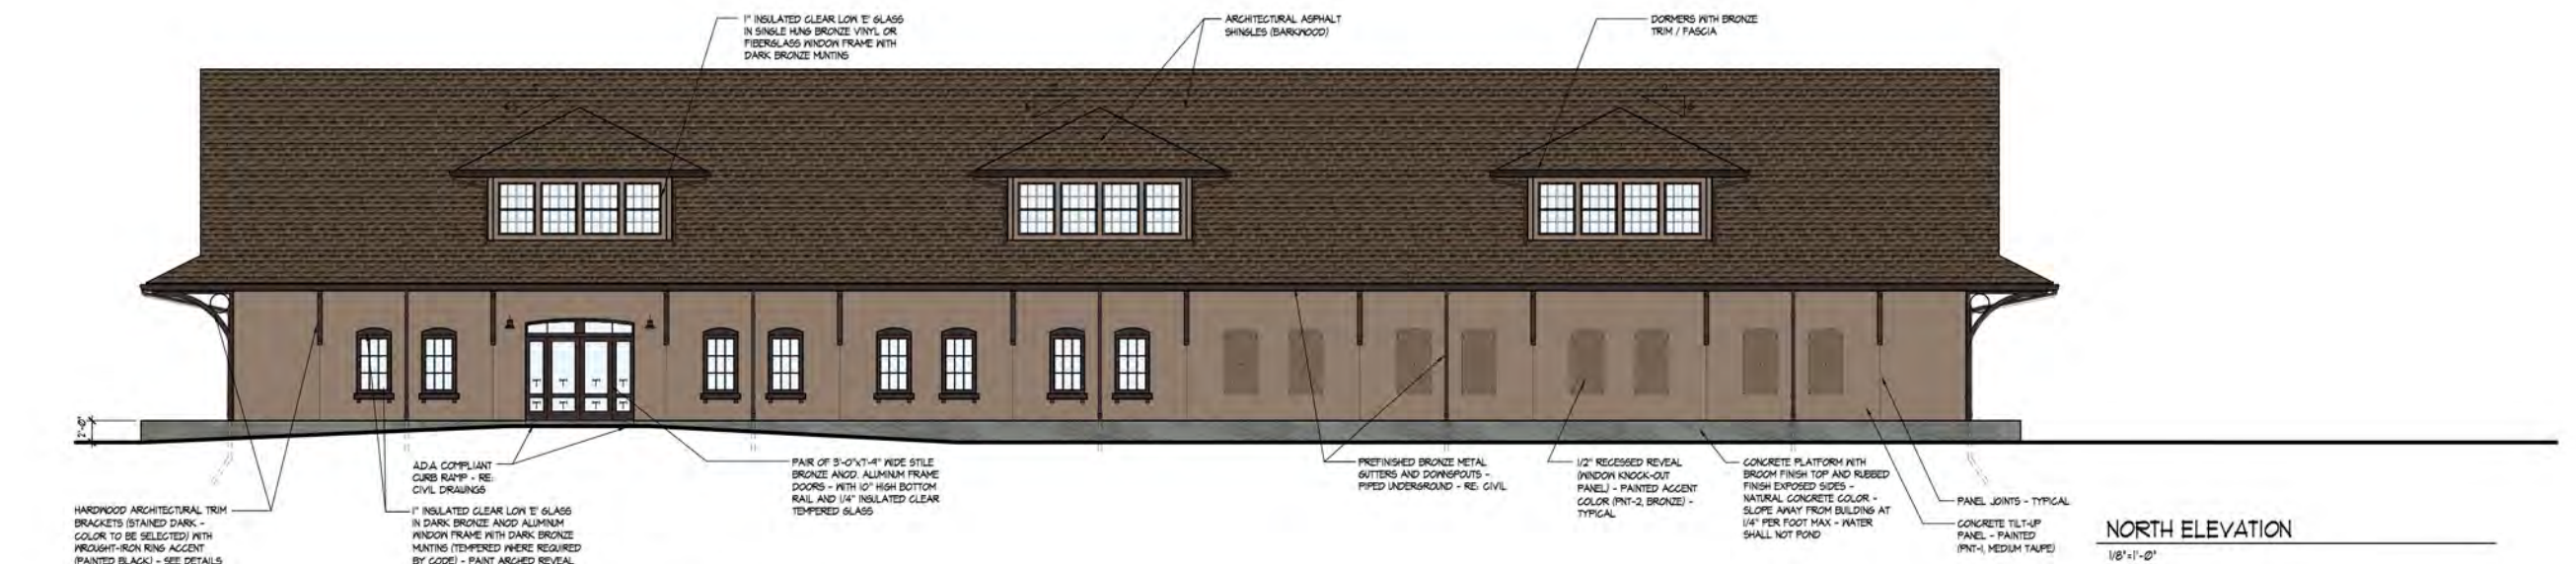 1" INSULATED CLEAR LOW 'E' GLASS
IN SINGLE HUNG BRONZE VINYL OR
FIBERGLASS WINDOW FRAME WITH
DARK BRONZE MUNTINS
ARCHITECTURAL ASPHALT
SHINGLES (BARKWOOD)
DORMERS WITH BRONZE
TRIM / FASCIA
2'-0"
HARDWOOD ARCHITECTURAL TRIM
BRACKETS (STAINED DARK -
COLOR TO BE SELECTED) WITH
WROUGHT-IRON RING ACCENT
(PAINTED BLACK) - SEE DETAILS
A.D.A. COMPLIANT
CURB RAMP - RE:
CIVIL DRAWINGS
1" INSULATED CLEAR LOW 'E' GLASS
IN DARK BRONZE ANOD ALUMINUM
WINDOW FRAME WITH DARK BRONZE
MUNTINS (TEMPERED WHERE REQUIRED
BY CODE) - PAINT ARCHED REVEAL
PAIR OF 3'-0"x7'-9" WIDE STILE
BRONZE ANOD. ALUMINUM FRAME
DOORS - WITH 10" HIGH BOTTOM
RAIL AND 1/4" INSULATED CLEAR
TEMPERED GLASS
PREFINISHED BRONZE METAL
GUTTERS AND DOWNSPOUTS -
PIPED UNDERGROUND - RE: CIVIL
1/2" RECESSED REVEAL
(WINDOW KNOCK-OUT
PANEL) - PAINTED ACCENT
COLOR (PNT-2, BRONZE) -
TYPICAL
CONCRETE PLATFORM WITH
BROOM FINISH TOP AND RUBBED
FINISH EXPOSED SIDES -
NATURAL CONCRETE COLOR -
SLOPE AWAY FROM BUILDING AT
1/4" PER FOOT MAX - WATER
SHALL NOT POND
PANEL JOINTS - TYPICAL
CONCRETE TILT-UP
PANEL - PAINTED
(PNT-1, MEDIUM TAUPE)
NORTH ELEVATION
1/8"=1'-0"